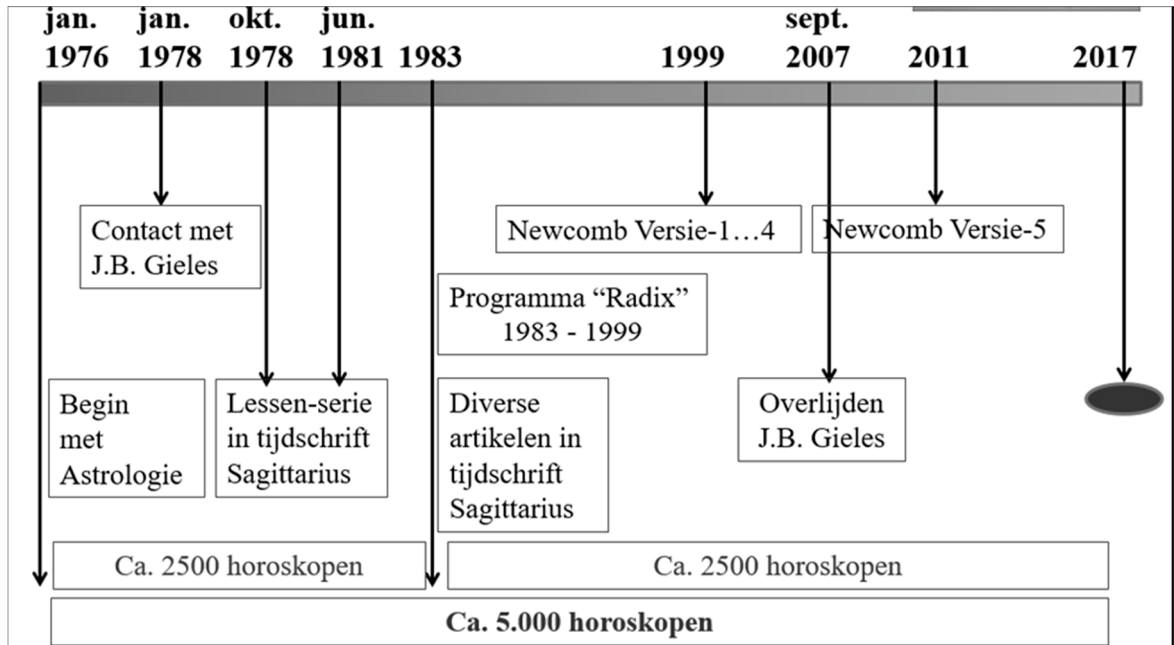 jan. jan. okt. jun. sept.
1976 1978 1978 1981 1983 1999 2007 2011 2017
Contact met
J.B. Gieles
Newcomb Versie-1…4
Newcomb Versie-5
Programma “Radix”
1983 - 1999
Begin
met
Astrologie
Lessen-serie
in tijdschrift
Sagittarius
Diverse
artikelen in
tijdschrift
Sagittarius
Overlijden
J.B. Gieles
Ca. 2500 horoskopen
Ca. 2500 horoskopen
Ca. 5.000 horoskopen